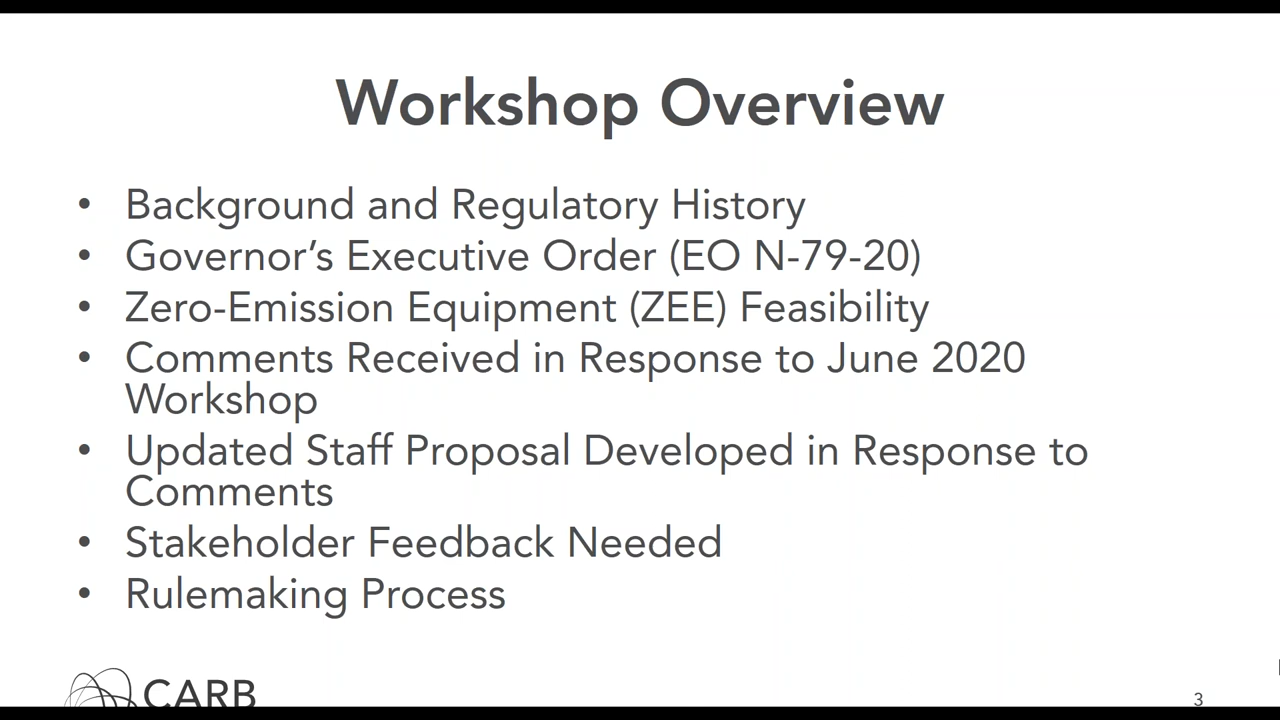 Workshop Overview
• Background and Regulatory History
• Governor’s Executive Order (EO N-79-20)
• Zero-Emission Equipment (ZEE) Feasibility
• Comments Received in Response to June 2020
Workshop
• Updated Staff Proposal Developed in Response to
Comments
• Stakeholder Feedback Needed
• Rulemaking Process
CARB
3